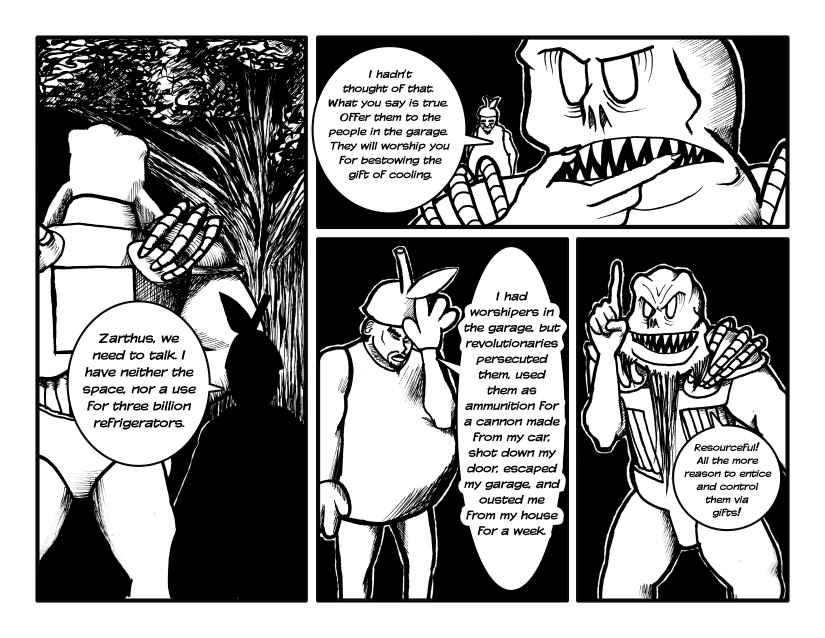 Zarthus, we
need to talk. I
have neither the
space, nor a use
for three billion
refrigerators.
I hadn't
thought of that.
What you say is true.
Offer them to the
people in the garage.
They will worship you
for bestowing the
gift of cooling.
I had
worshipers in
the garage, but
revolutionaries
persecuted
them, used
them as
ammunition for
a cannon made
from my car,
shot down my
door, escaped
my garage, and
ousted me
from my house
for a week.
Resourceful!
All the more
reason to entice
and control
them via
gifts!